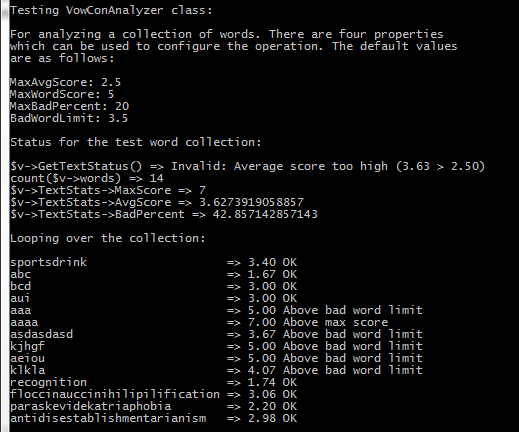 Testing VowConAnalyzer class:
For analyzing a collection of words. There are four properties
which can be used to configure the operation. The default values
are as follows:
MaxAvgScore: 2.5
MaxWordScore: 5
MaxBadPercent: 20
BadWordLimit: 3.5
Status for the test word collection:
$v->GetTextStatus() => Invalid: Average score too high (3.63 > 2.50)
count($v->words) => 14
$v->TextStats->MaxScore => 7
$v->TextStats->AvgScore => 3.6273919058857
$v->TextStats->BadPercent => 42.857142857143
Looping over the collection:
sportsdrink => 3.40 OK
abc => 1.67 OK
bcd => 3.00 OK
aui => 3.00 OK
aaa => 5.00 Above bad word limit
aaaa => 7.00 Above max score
asdasdasd => 3.67 Above bad word limit
kjhgf => 5.00 Above bad word limit
aeiou => 5.00 Above bad word limit
klkla => 4.07 Above bad word limit
recognition => 1.74 OK
floccinauccinihilipilification => 3.06 OK
paraskevidekatriaphobia => 2.20 OK
antidisestablishmentarianism => 2.98 OK